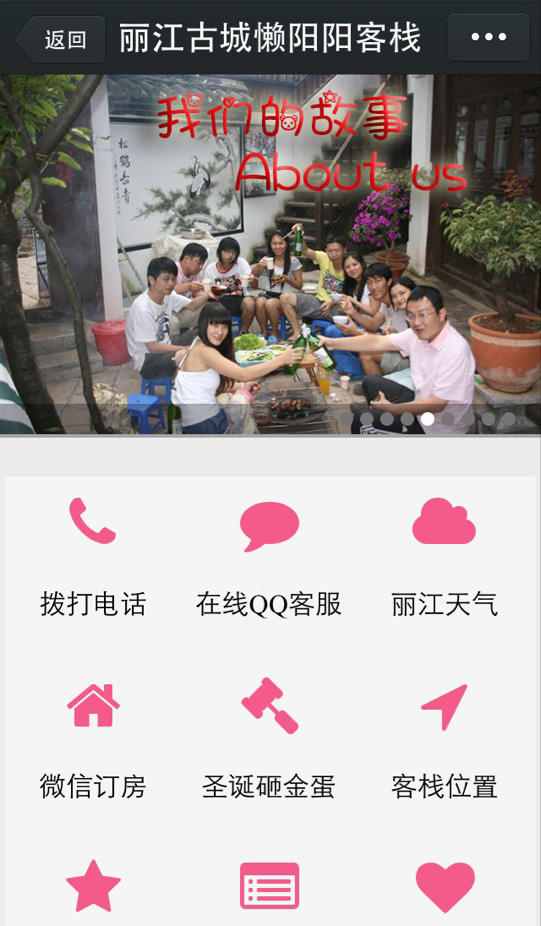 返回
丽江古城懒阳阳客栈
我们的故事
About us
松鹤长青
拨打电话
在线QQ客服
丽江天气
微信订房
圣诞砸金蛋
客栈位置